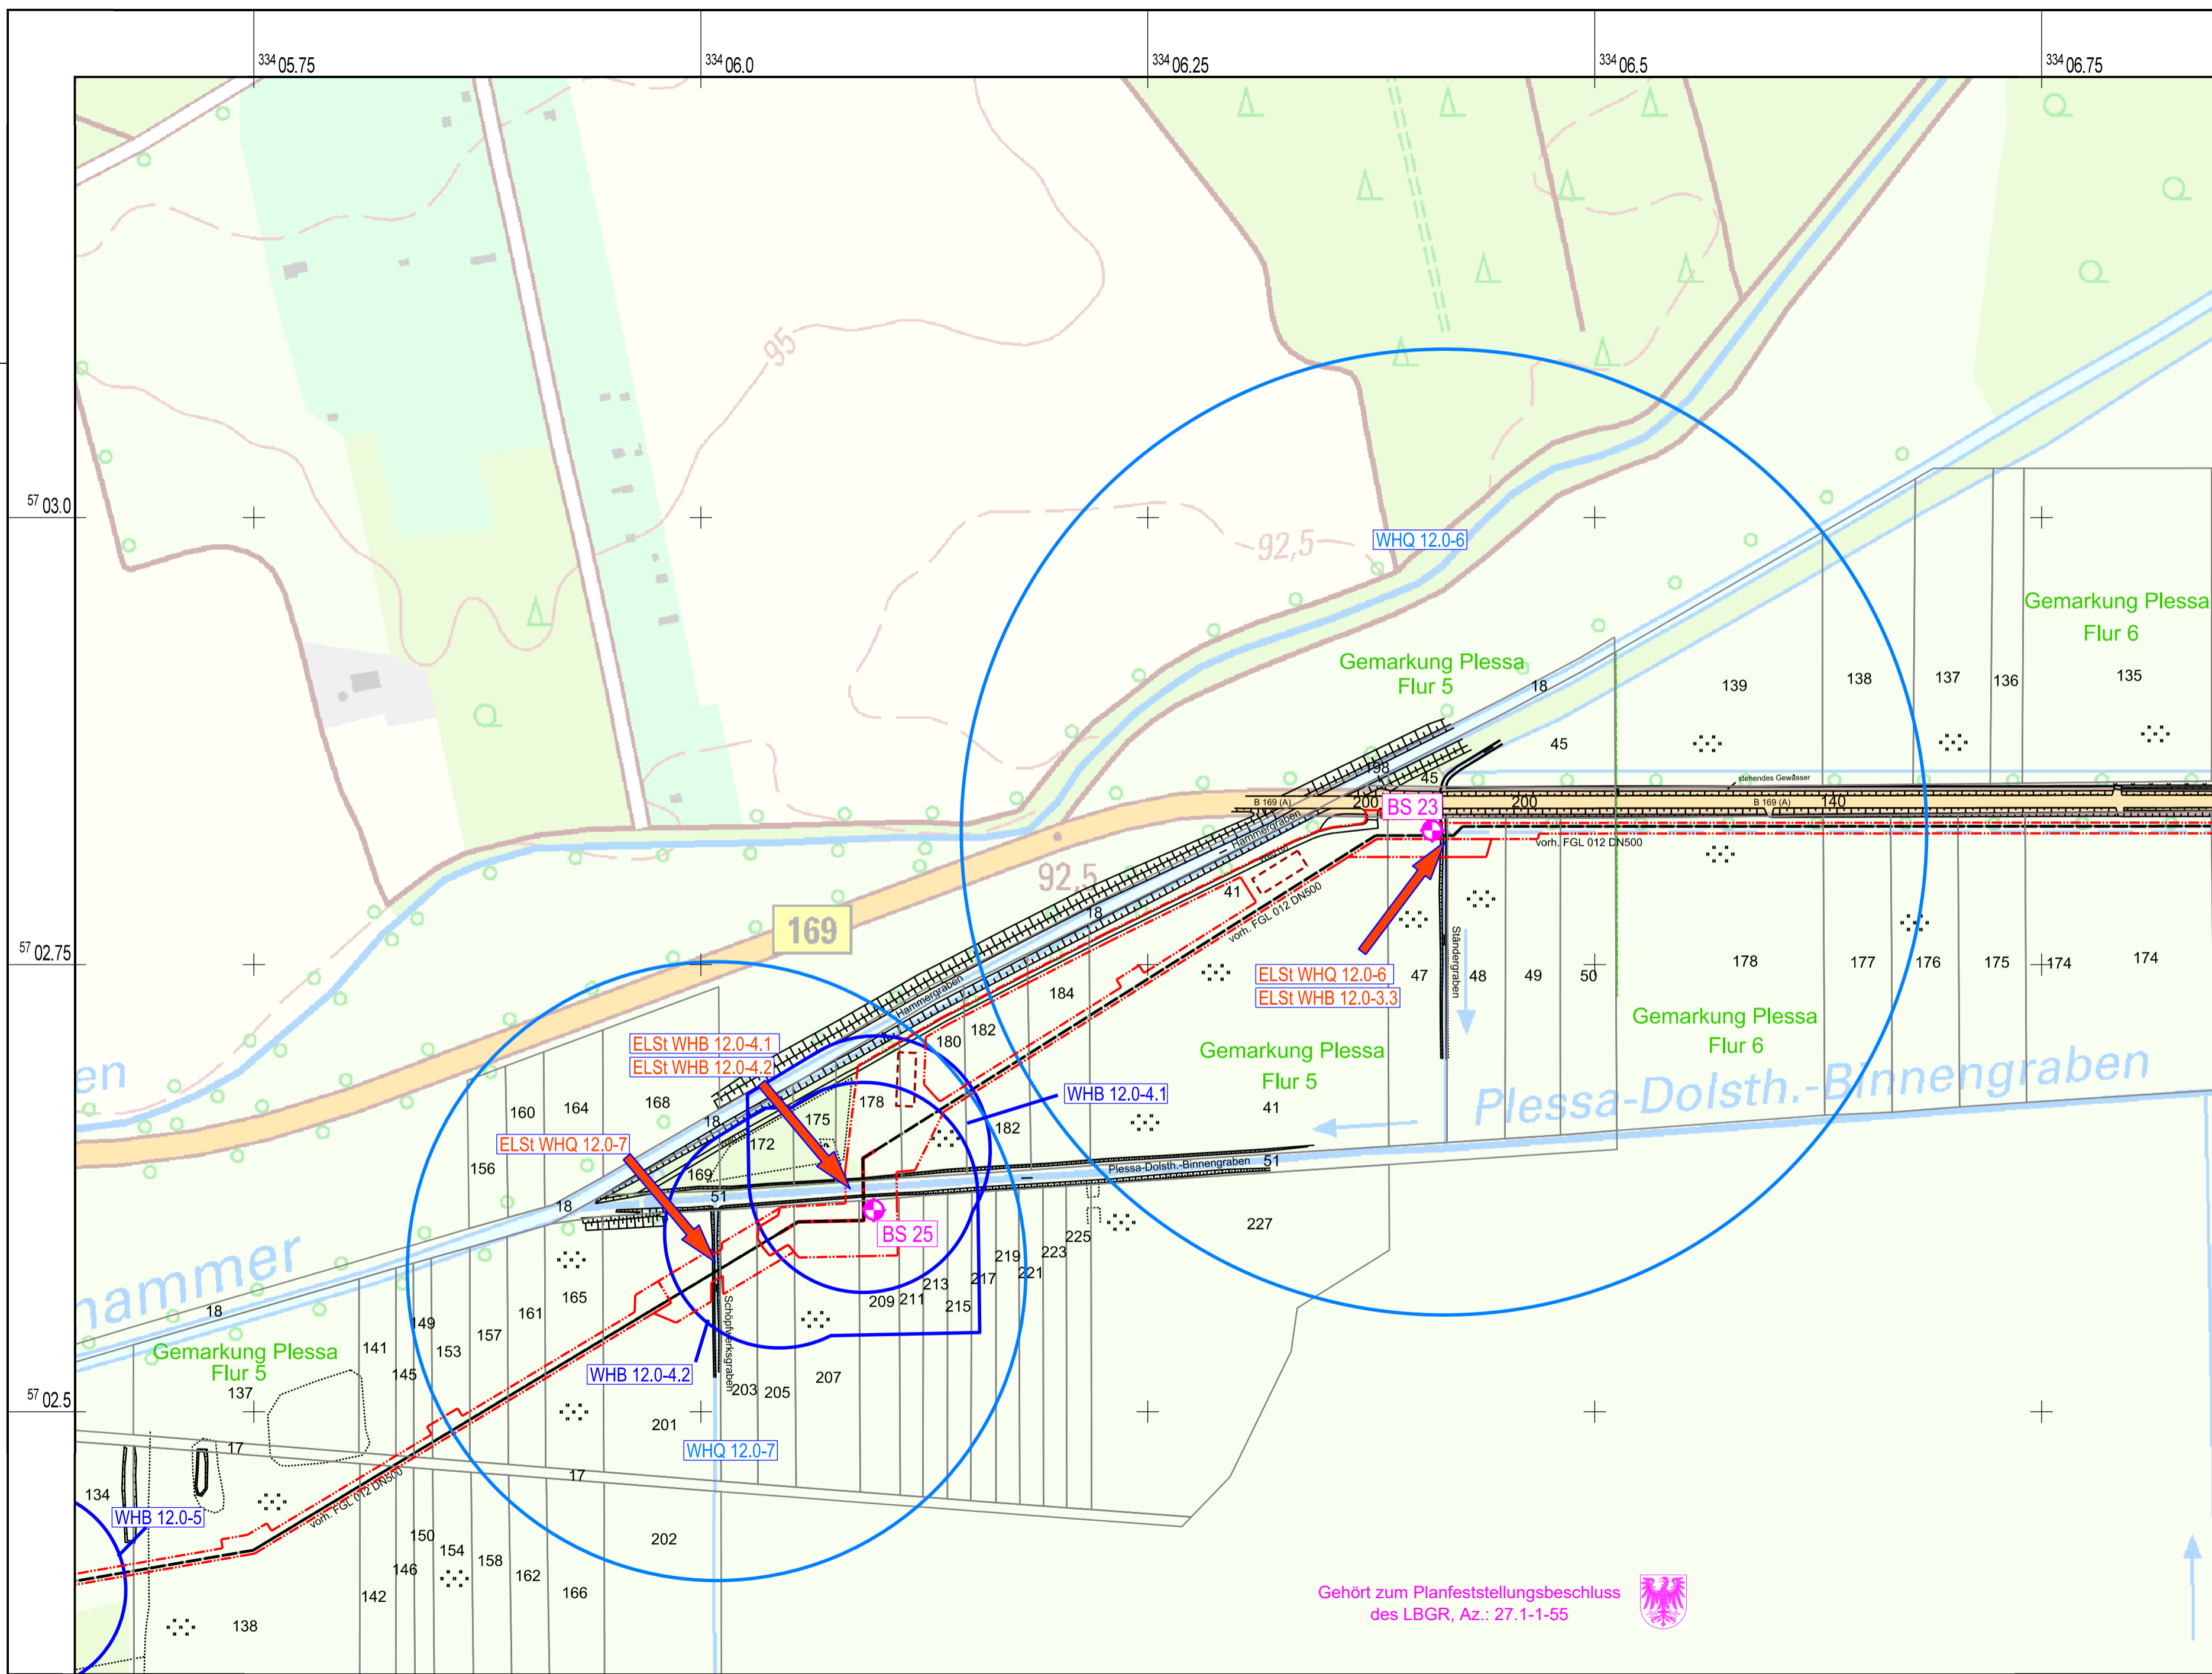 334 05.75
334 06.0
334 06.25
334 06.5
334 06.75
57 03.0
57 02.75
57 02.5
95
92,5
92,5
WHQ 12.0-6
Gemarkung Plessa
Flur 6
Gemarkung Plessa
Flur 5
18
139
138
137
136
135
45
198
45
stehendes Gewässer
B 169 (A)
200
BS 23
200
B 169 (A)
140
Hammergraben
vorh. FGL 012 DN500
41
18
vorh. FGL 012 DN500
169
Ständergraben
ELSt WHQ 12.0-6
ELSt WHB 12.0-3.3
47
48
49
50
178
177
176
175
174
174
Hammergraben
184
182
180
Gemarkung Plessa
Flur 6
Gemarkung Plessa
Flur 5
ELSt WHB 12.0-4.1
ELSt WHB 12.0-4.2
en
Plessa-Dolsth.-Binnengraben
WHB 12.0-4.1
41
160
164
168
18
175
178
182
172
ELSt WHQ 12.0-7
156
169
Plessa-Dolsth.-Binnengraben
51
51
18
BS 25
227
225
223
219
221
217
213
215
211
209
hammer
18
165
161
157
149
153
141
145
Schöpfwerksgraben
Gemarkung Plessa
Flur 5
137
WHB 12.0-4.2
203
205
207
201
WHQ 12.0-7
17
17
134
WHB 12.0-5
vorh. FGL 012 DN500
150
154
146
158
162
142
166
202
138
Gehört zum Planfeststellungsbeschluss
des LBGR, Az.: 27.1-1-55